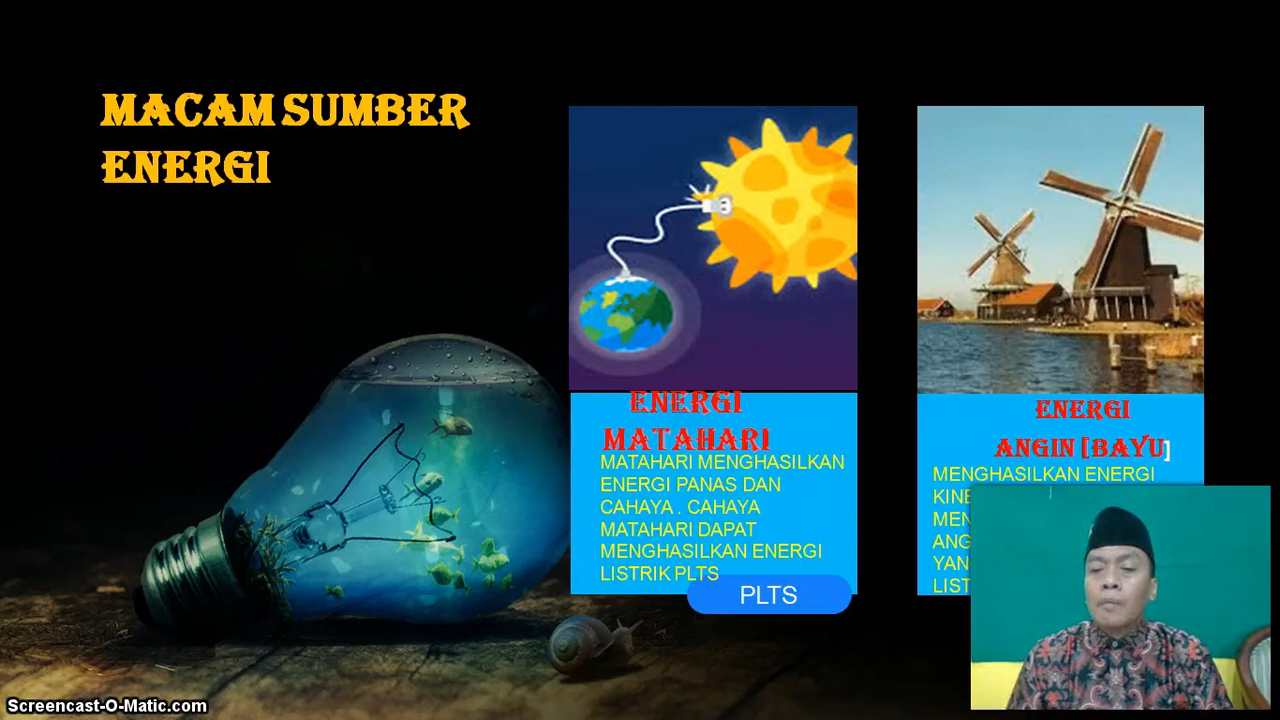 MACAM SUMBER
ENERGI
ENERGI
MATAHARI
MATAHARI MENGHASILKAN
ENERGI PANAS DAN
CAHAYA . CAHAYA
MATAHARI DAPAT
MENGHASILKAN ENERGI
LISTRIK PLTS
PLTS
ENERGI
ANGIN [BAYU]
MENGHASILKAN ENERGI
Screencast-O-Matic.com